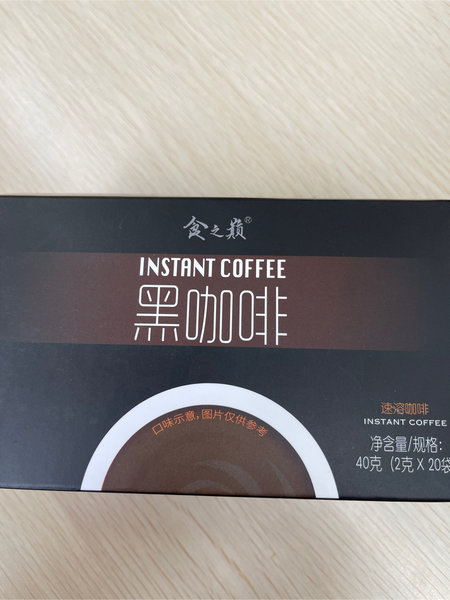 食之巅®
INSTANT COFFEE
黑咖啡
口味示意,图片仅供参考
速溶咖啡
INSTANT COFFEE
净含量/规格:
40克 (2克 X 20袋